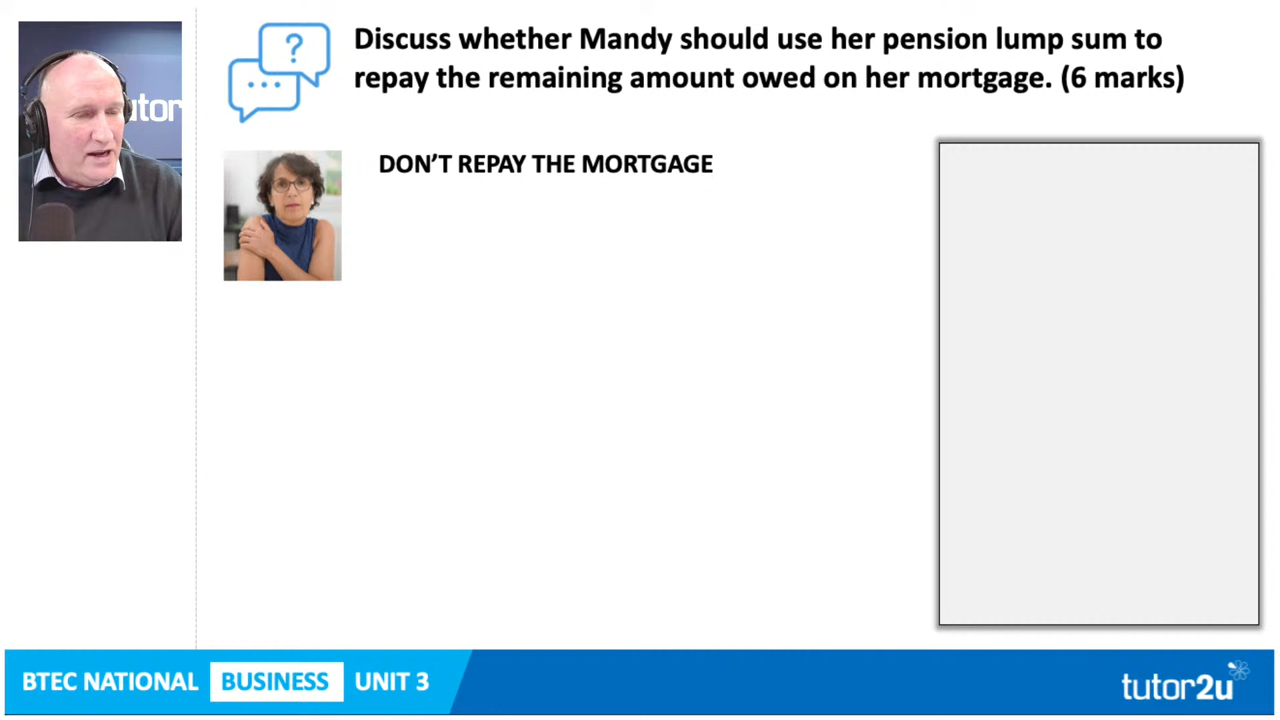 Discuss whether Mandy should use her pension lump sum to
repay the remaining amount owed on her mortgage. (6 marks)
?
utor
DON’T REPAY THE MORTGAGE
BTEC NATIONAL BUSINESS UNIT 3
tutor2u